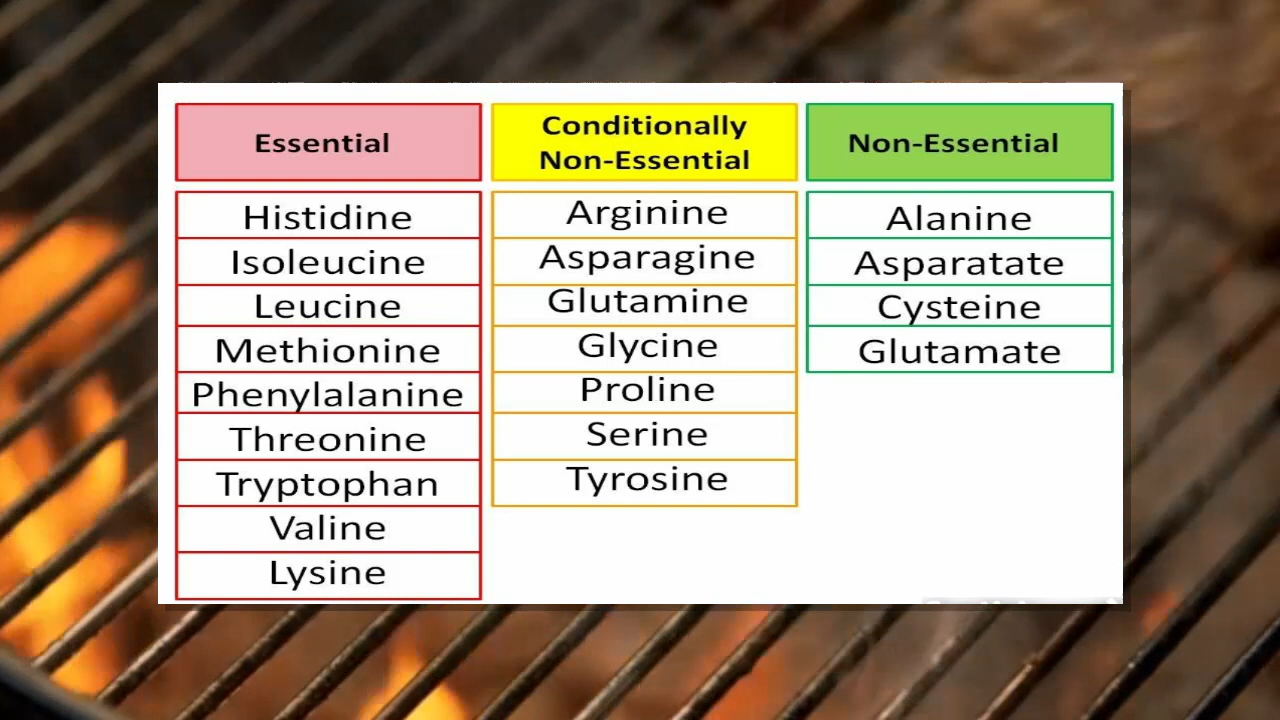 Essential
Conditionally
Non-Essential
Non-Essential
Histidine
Isoleucine
Leucine
Methionine
Phenylalanine
Threonine
Tryptophan
Valine
Lysine
Arginine
Asparagine
Glutamine
Glycine
Proline
Serine
Tyrosine
Alanine
Asparatate
Cysteine
Glutamate